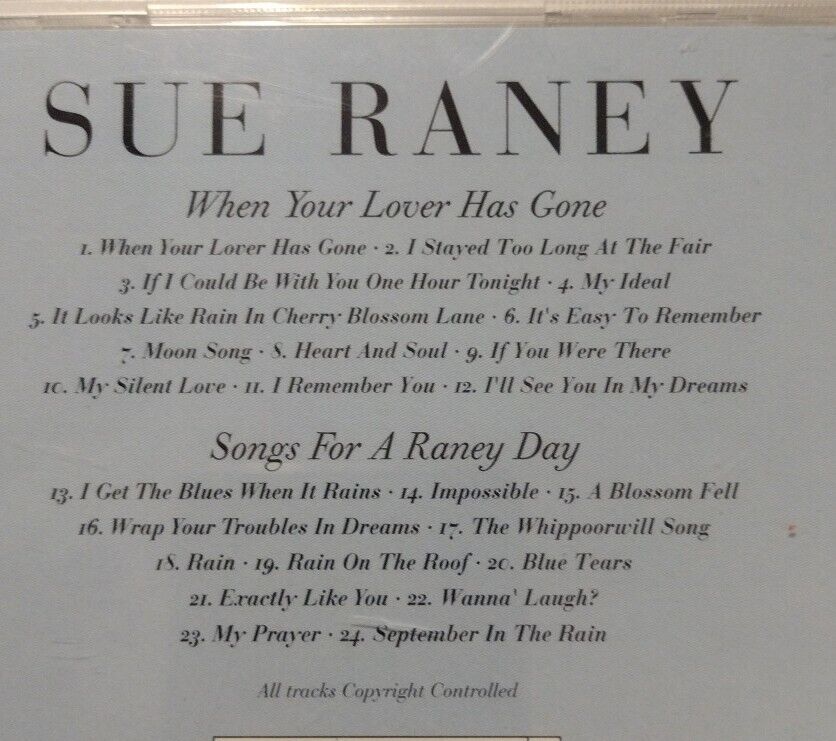 SUE RANEY
When Your Lover Has Gone
1. When Your Lover Has Gone · 2. I Stayed Too Long At The Fair
3. If I Could Be With You One Hour Tonight · 4. My Ideal
5. It Looks Like Rain In Cherry Blossom Lane · 6. It's Easy To Remember
7. Moon Song · 8. Heart And Soul · 9. If You Were There
10. My Silent Love · 11. I Remember You · 12. I'll See You In My Dreams
Songs For A Raney Day
13. I Get The Blues When It Rains · 14. Impossible · 15. A Blossom Fell
16. Wrap Your Troubles In Dreams · 17. The Whippoorwill Song
18. Rain · 19. Rain On The Roof · 20. Blue Tears
21. Exactly Like You · 22. Wanna' Laugh?
23. My Prayer · 24. September In The Rain
All tracks Copyright Controlled